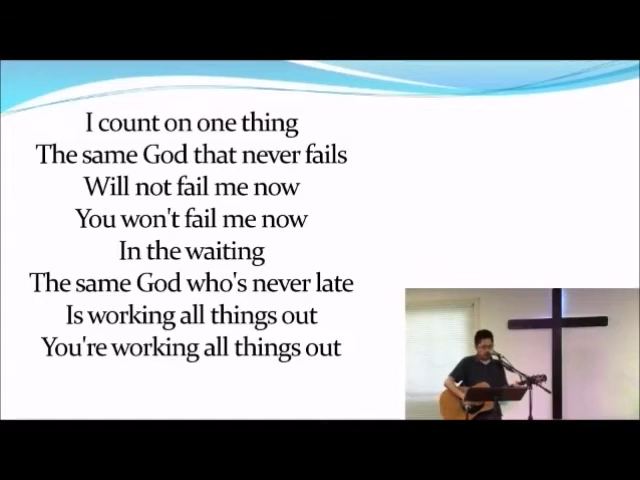 I count on one thing
The same God that never fails
Will not fail me now
You won't fail me now
In the waiting
The same God who's never late
Is working all things out
You're working all things out